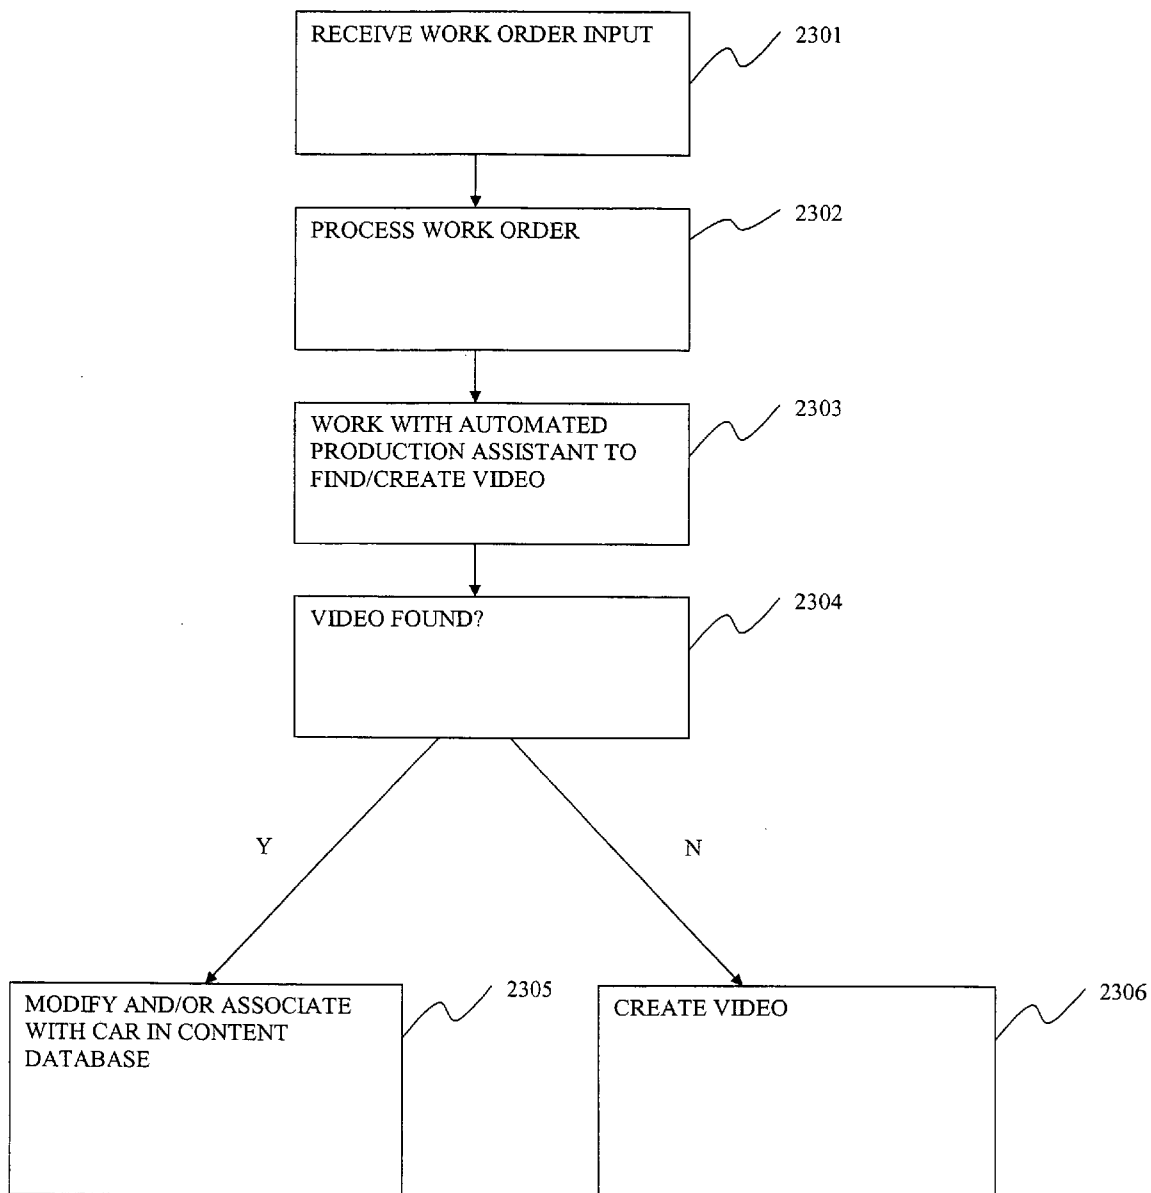 RECEIVE WORK ORDER INPUT
2301
PROCESS WORK ORDER
2302
WORK WITH AUTOMATED
PRODUCTION ASSISTANT TO
FIND/CREATE VIDEO
2303
VIDEO FOUND?
2304
Y
N
MODIFY AND/OR ASSOCIATE
WITH CAR IN CONTENT
DATABASE
2305
CREATE VIDEO
2306